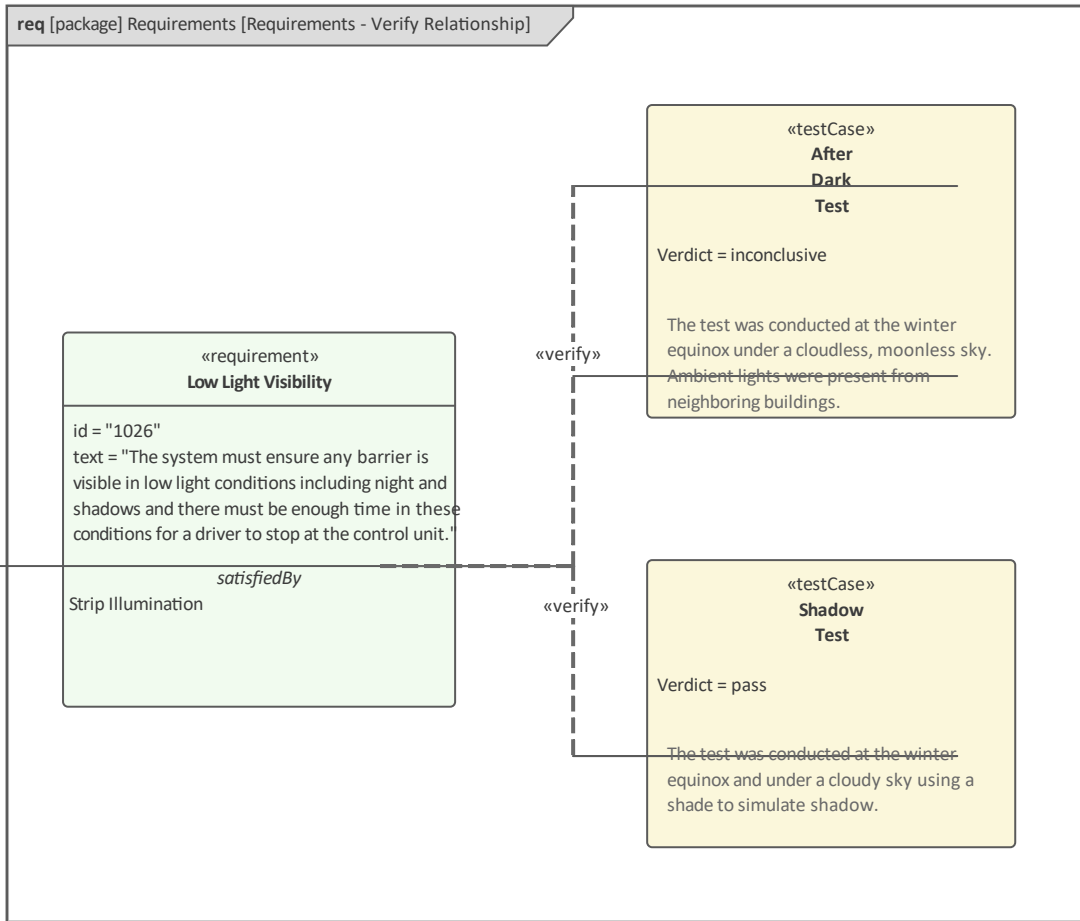 req [package] Requirements [Requirements - Verify Relationship]
«testCase»
After
Dark
Test
Verdict = inconclusive
The test was conducted at the winter
equinox under a cloudless, moonless sky.
Ambient lights were present from
neighboring buildings.
«verify»
«requirement»
Low Light Visibility
id = "1026"
text = "The system must ensure any barrier is
visible in low light conditions including night and
shadows and there must be enough time in these
conditions for a driver to stop at the control unit."
satisfiedBy
Strip Illumination
«verify»
«testCase»
Shadow
Test
Verdict = pass
The test was conducted at the winter
equinox and under a cloudy sky using a
shade to simulate shadow.